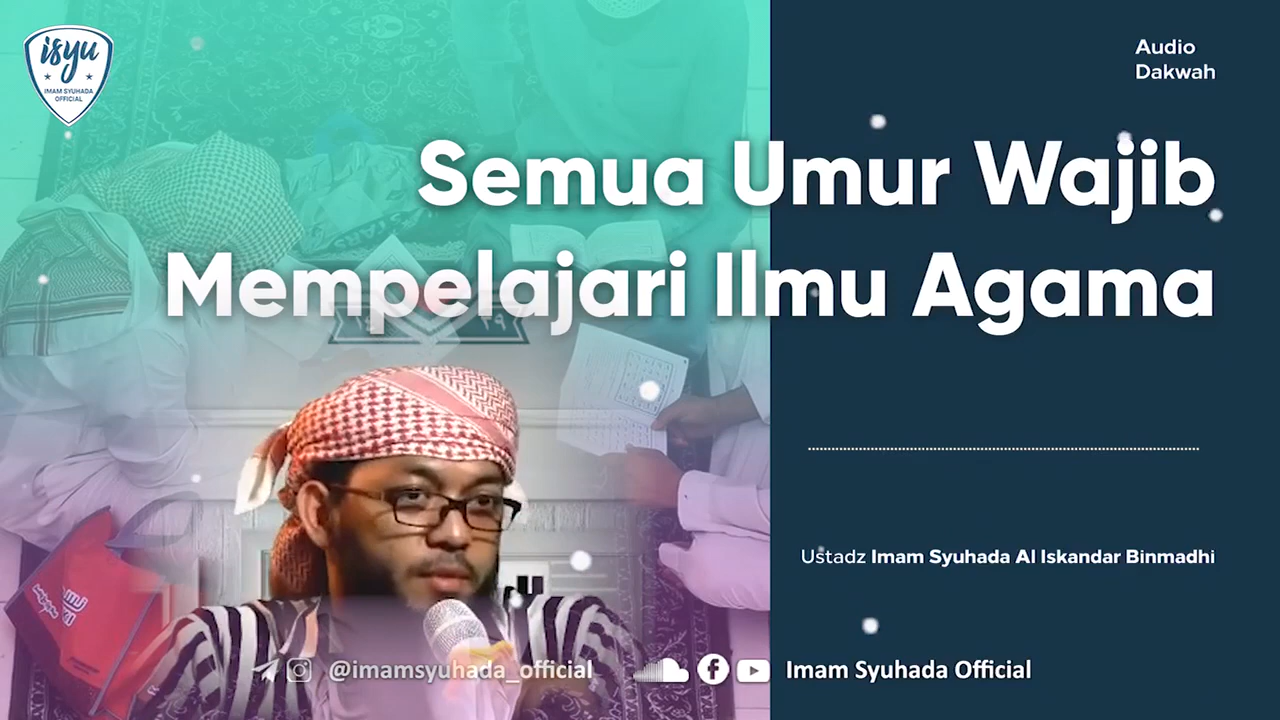 isyu
IMAM SYUHADA
OFFICIAL
Audio
Dakwah
Semua Umur Wajib
Mempelajari Ilmu Agama
Ustadz Imam Syuhada Al Iskandar Binmadhi
@imamsyuhada_official
Imam Syuhada Official